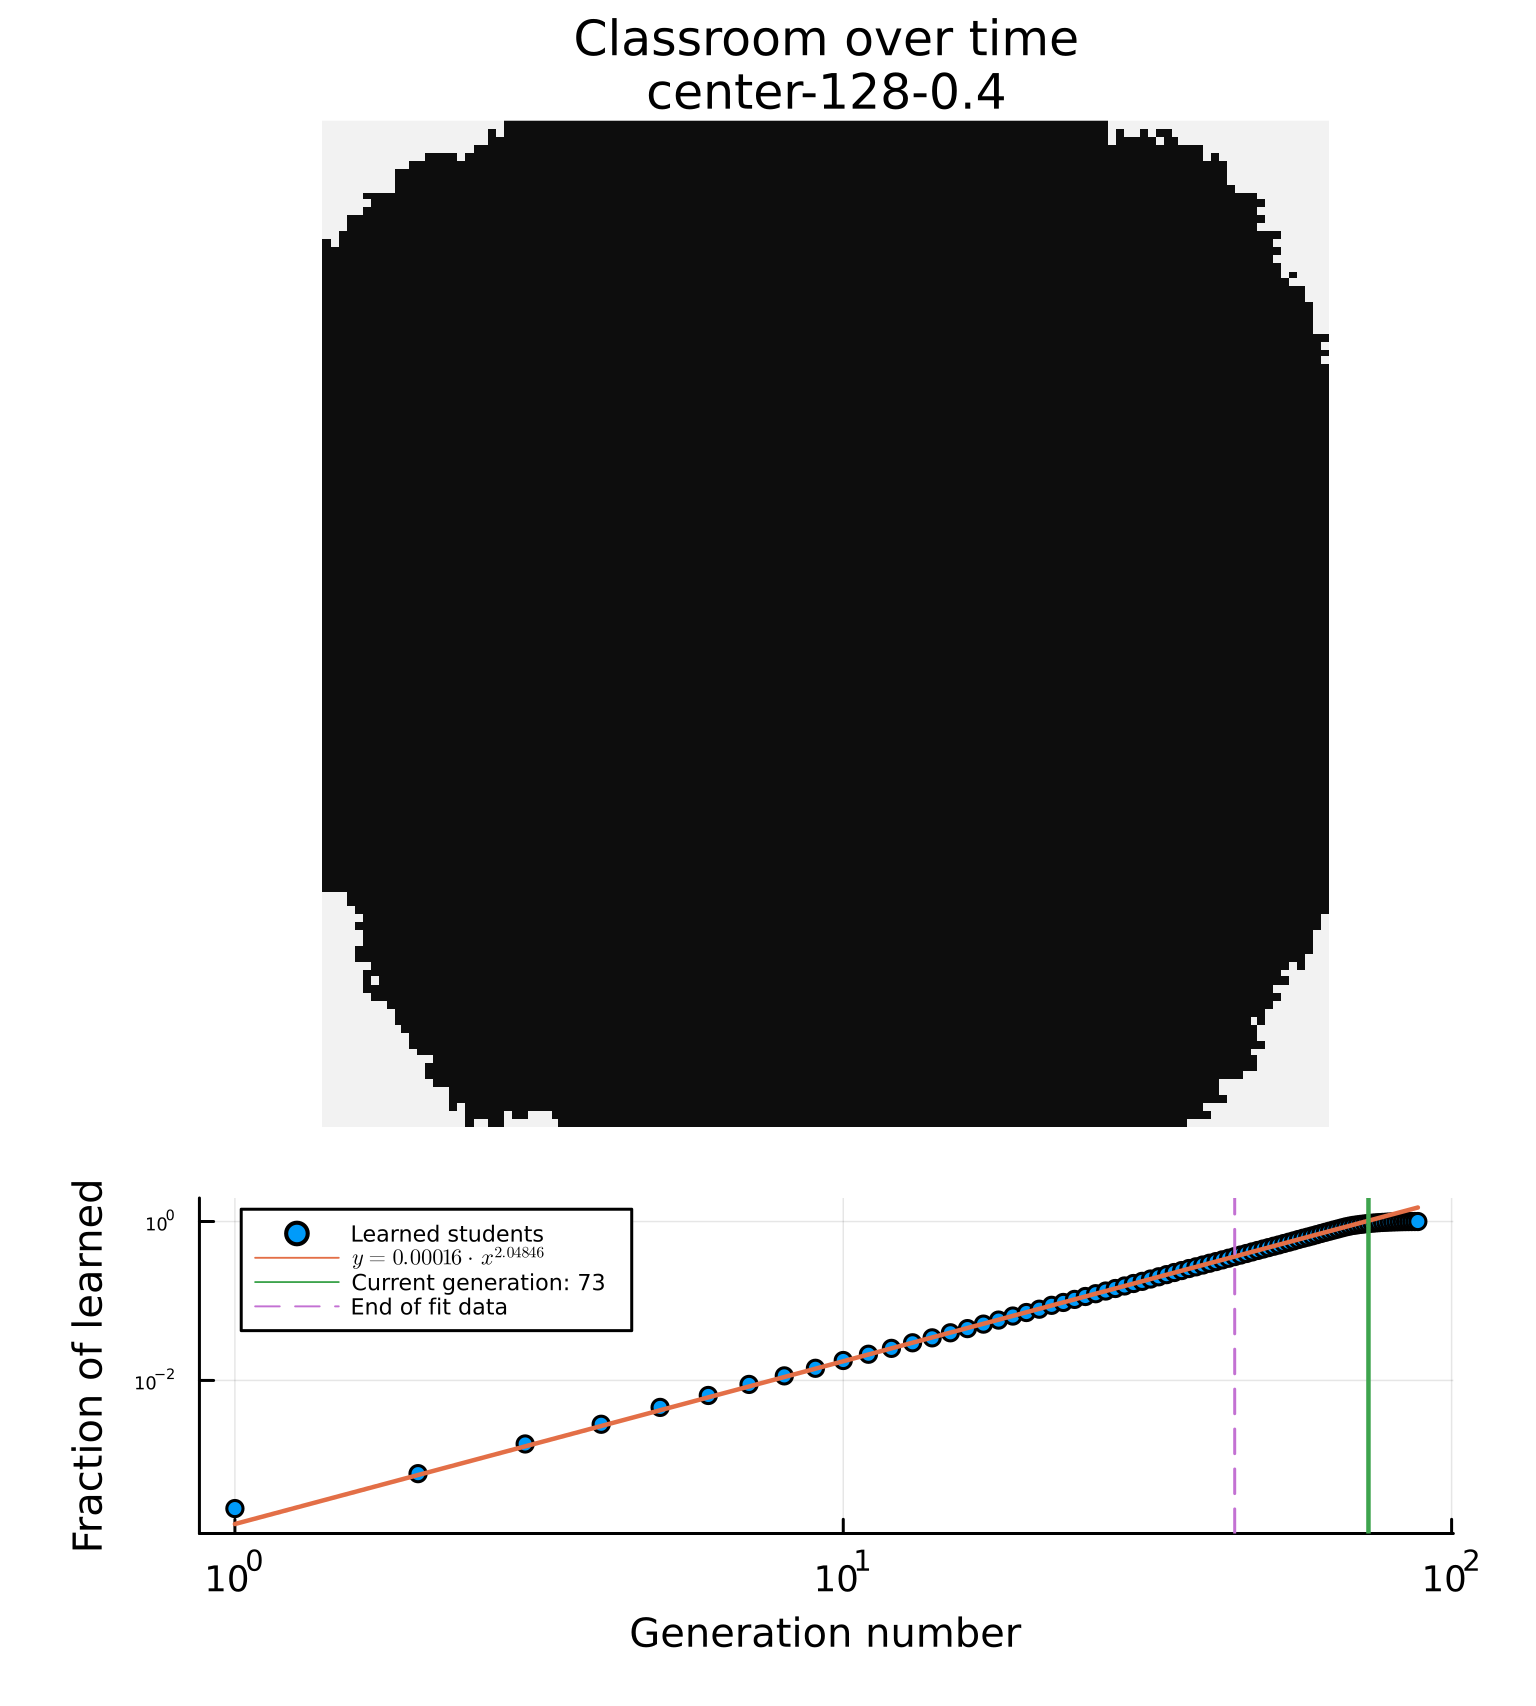 Classroom over time
center-128-0.4
Fraction of learned
10⁰
10⁻²
Learned students
y = 0.00016 · x^2.04846
Current generation: 73
End of fit data
10⁰ 10¹ 10²
Generation number